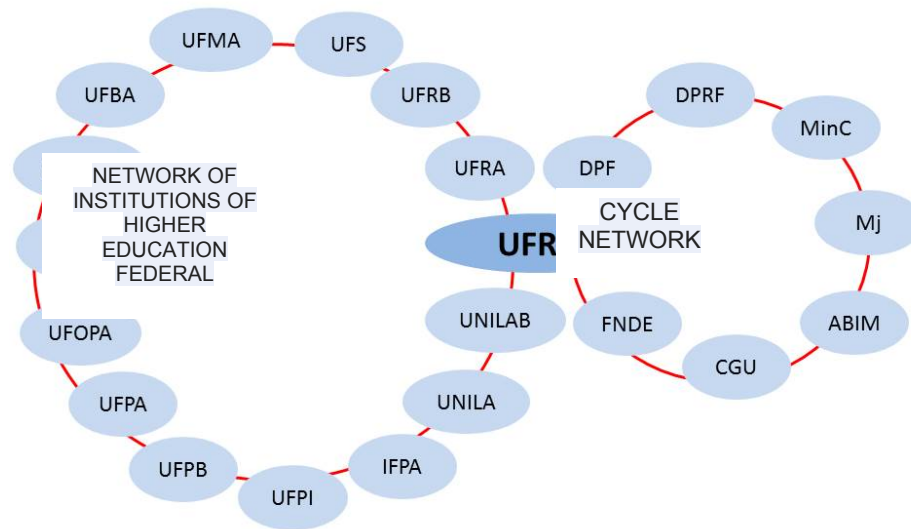 UFMA
UFS
UFBA
UFRB
UFRA
NETWORK OF
INSTITUTIONS OF
HIGHER
EDUCATION
FEDERAL
UFOPA
UFPA
UFPB
UFPI
IFPA
UNILA
UNILAB
DPRF
MinC
DPF
CYCLE
NETWORK
Mj
ABIM
CGU
FNDE